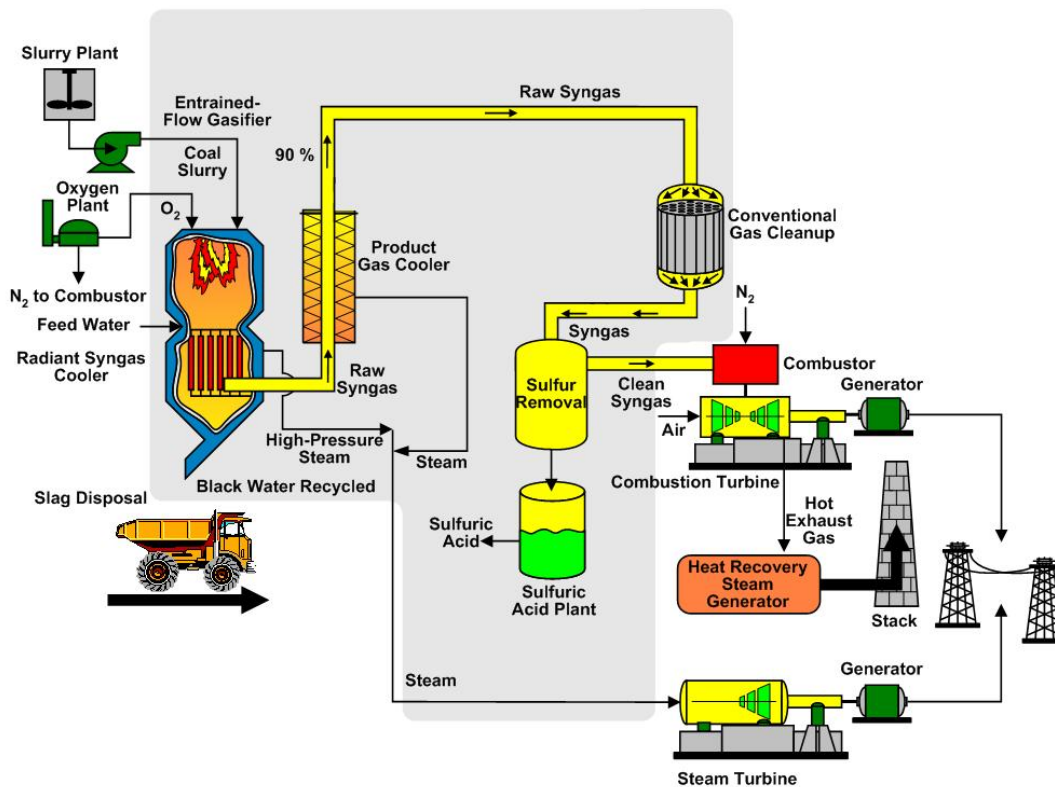 Slurry Plant
Entrained-
Flow Gasifier
Coal
Slurry
Oxygen
Plant
O2
N2 to Combustor
Feed Water
Radiant Syngas
Cooler
90 %
Raw Syngas
Product
Gas Cooler
Conventional
Gas Cleanup
N2
Syngas
Raw
Syngas
Sulfur
Removal
Clean
Syngas
Combustor
Generator
Air
High-Pressure
Steam
Steam
Black Water Recycled
Combustion Turbine
Slag Disposal
Hot
Exhaust
Gas
Sulfuric
Acid
Sulfuric
Acid Plant
Heat Recovery
Steam
Generator
Stack
Steam
Generator
Steam Turbine